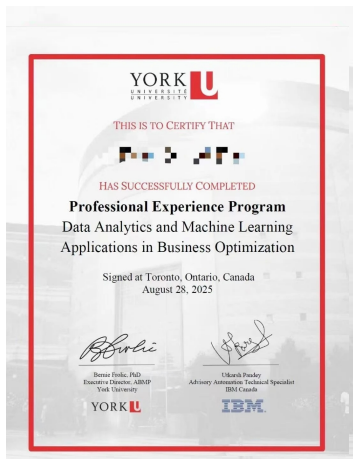 YORK U
UNIVERSITÉ
UNIVERSITY
THIS IS TO CERTIFY THAT
HAS SUCCESSFULLY COMPLETED
Professional Experience Program
Data Analytics and Machine Learning
Applications in Business Optimization
Signed at Toronto, Ontario, Canada
August 28, 2025
Bernie Frolic, PhD
Executive Director, ABMP
York University
YORK U
Utkarsh Pandey
Advisory Automation Technical Specialist
IBM Canada
IBM